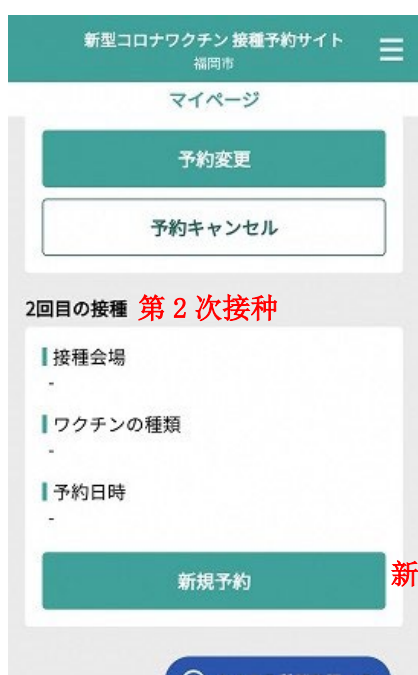 新型コロナワクチン 接種予約サイト
福岡市
マイページ
予約変更
予約キャンセル
2回目の接種 第２次接种
接種会場
-
ワクチンの種類
-
予約日時
-
新規予約 新